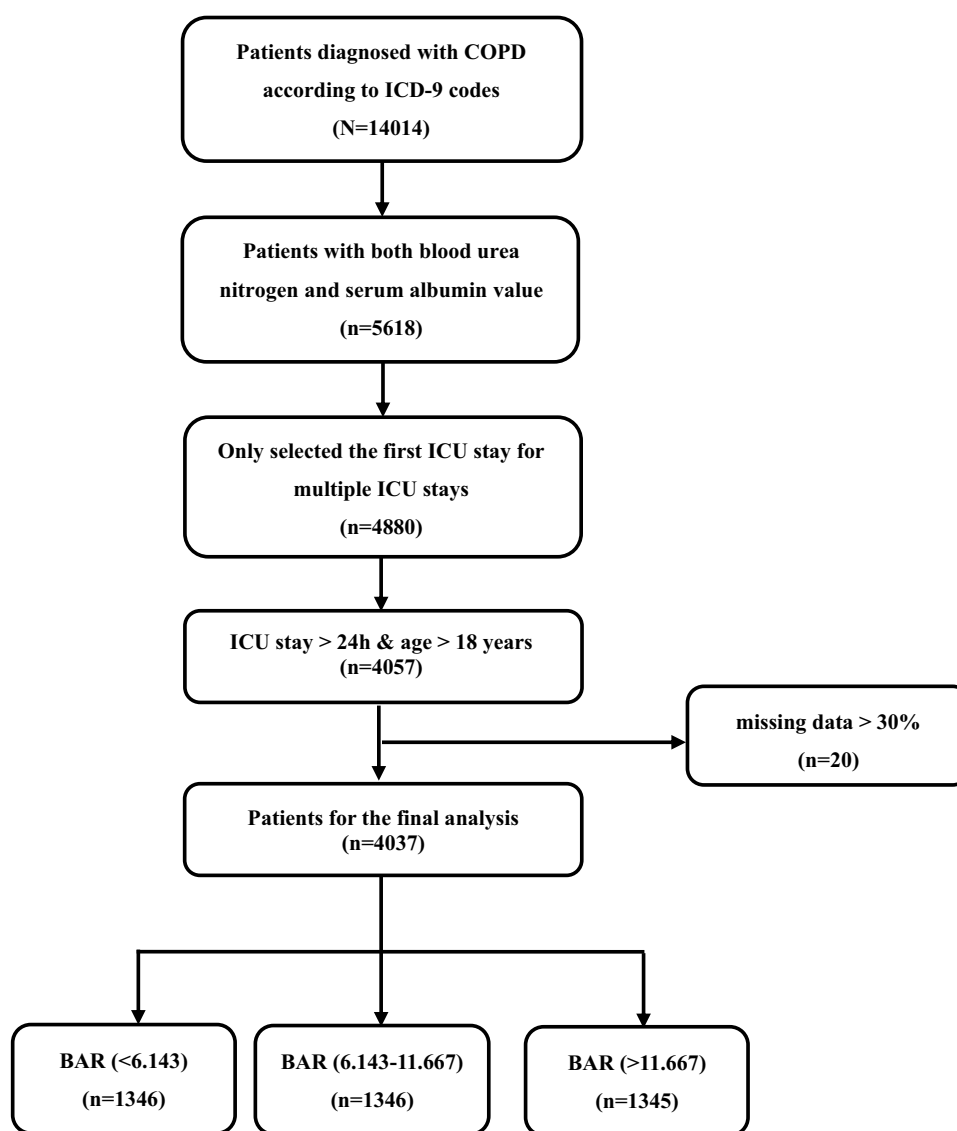 Patients diagnosed with COPD
according to ICD-9 codes
(N=14014)
Patients with both blood urea
nitrogen and serum albumin value
(n=5618)
Only selected the first ICU stay for
multiple ICU stays
(n=4880)
ICU stay > 24h & age > 18 years
(n=4057)
missing data > 30%
(n=20)
Patients for the final analysis
(n=4037)
BAR (<6.143)
(n=1346)
BAR (6.143-11.667)
(n=1346)
BAR (>11.667)
(n=1345)